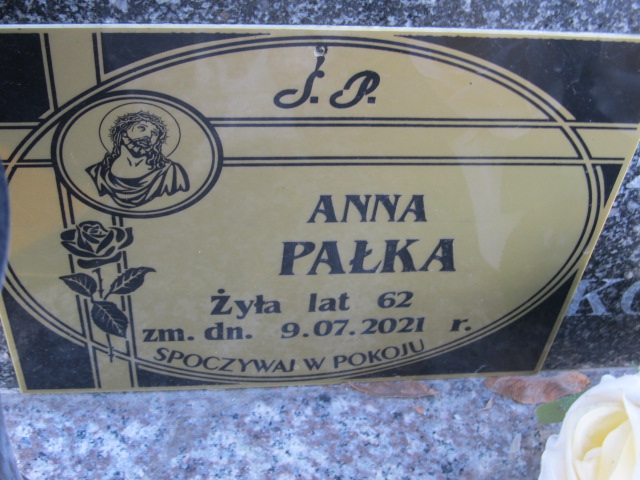 Ś. P.
ANNA
PAŁKA
Żyła lat 62
zm. dn. 9.07.2021 r.
SPOCZYWAJ W POKOJU